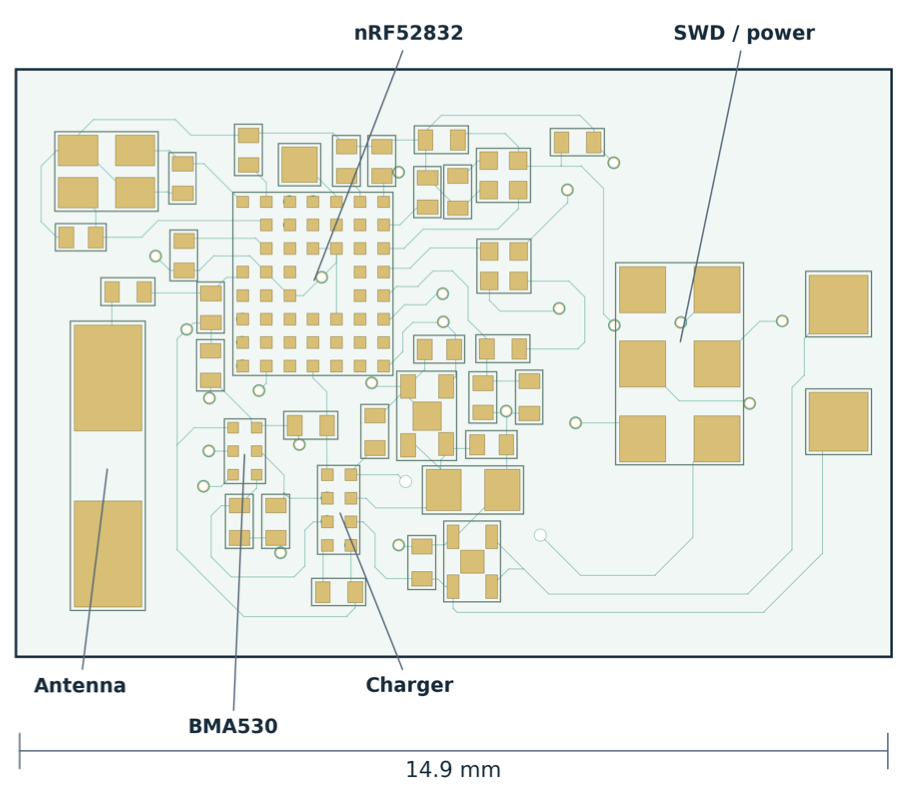 nRF52832
SWD / power
Antenna
Charger
BMA530
14.9 mm